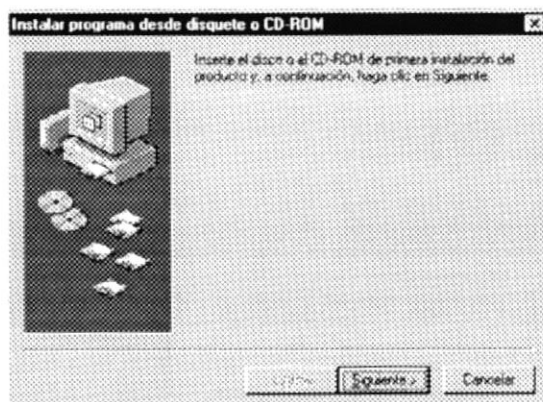 Instalar programa desde disquete o CD-ROM
Inserte el disco o el CD-ROM de primera instalación del
producto y, a continuación, haga clic en Siguiente.
Siguiente >
Cancelar